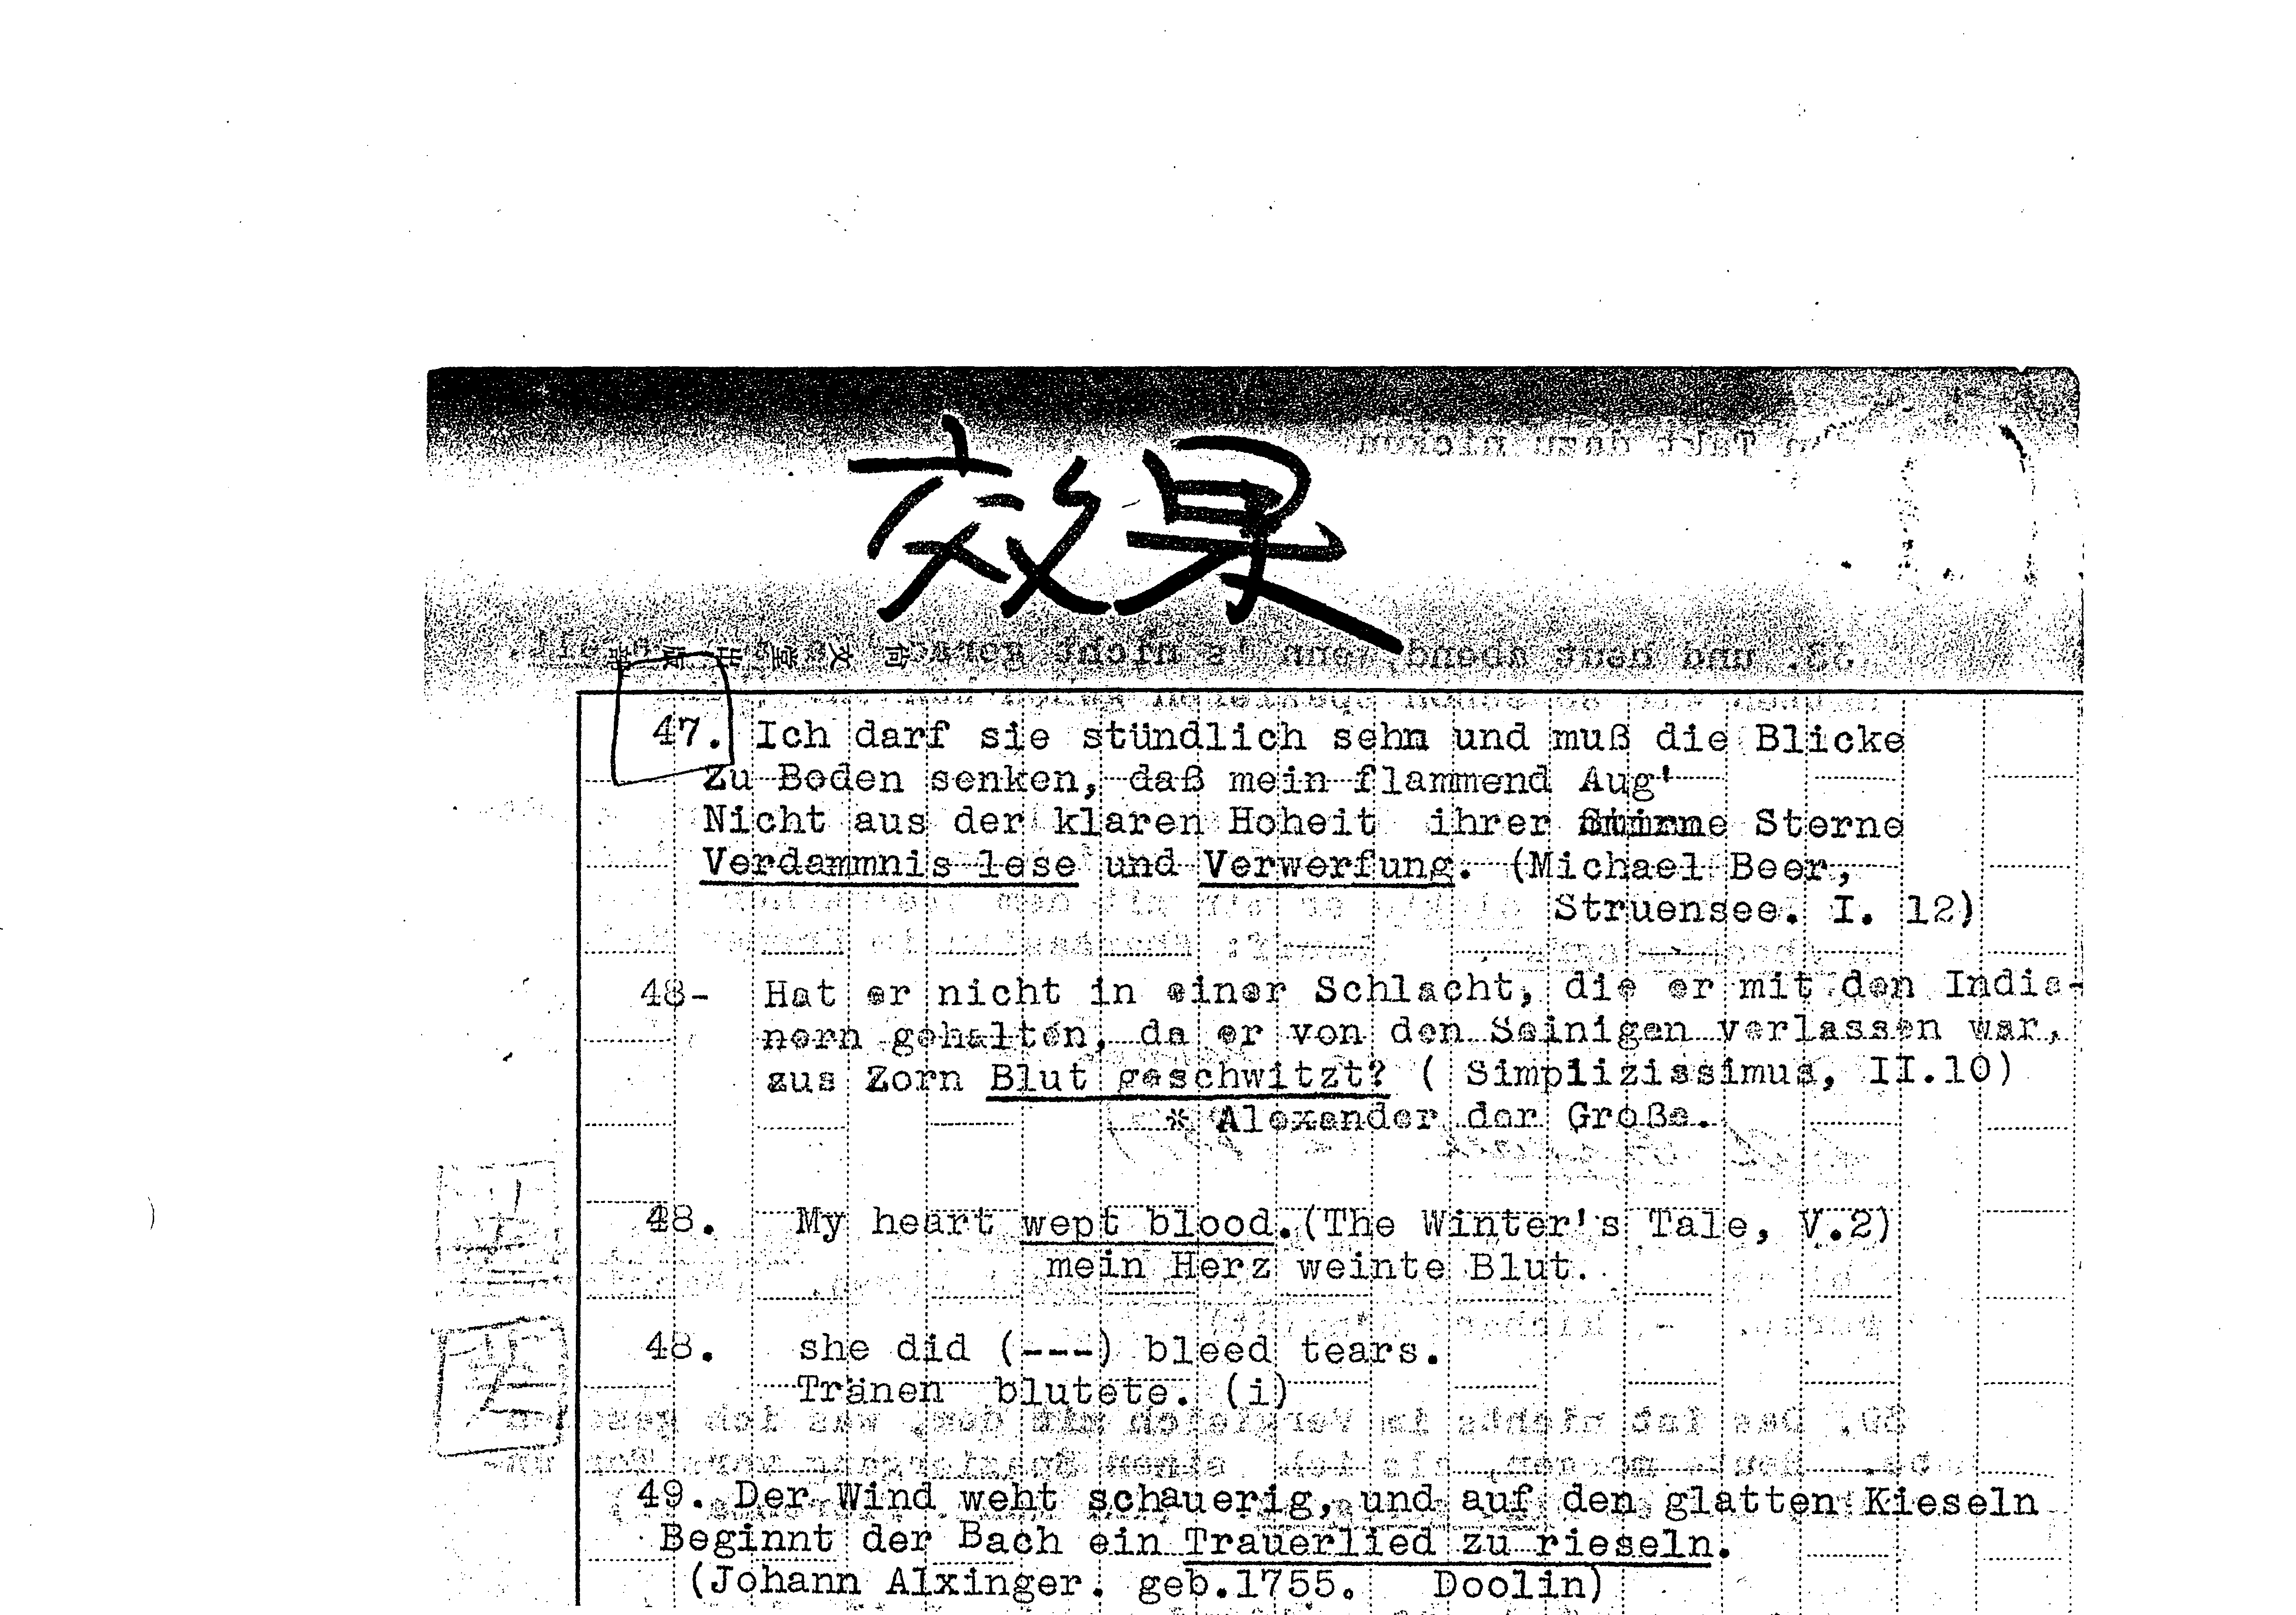 效果
47. Ich darf sie stündlich sehn und muß die Blicke
Zu Boden senken, daß mein flammend Aug'
Nicht aus der klaren Hoheit ihrer Sterne
Verdammnis lese und Verwerfung. (Michael Beer,
Struensee. I. 12)
48- Hat er nicht in einer Schlacht, die er mit den India-
nern gehalten, da er von den Seinigen verlassen war,
aus Zorn Blut geschwitzt? ( Simplizissimus, II.10)
* Alexander der Große.
48. My heart wept blood.(The Winter's Tale, V.2)
mein Herz weinte Blut.
48. she did (---) bleed tears.
Tränen blutete. (i)
49. Der Wind weht schauerig, und auf den glatten Kieseln
Beginnt der Bach ein Trauerlied zu rieseln.
(Johann Alxinger. geb.1755. Doolin)